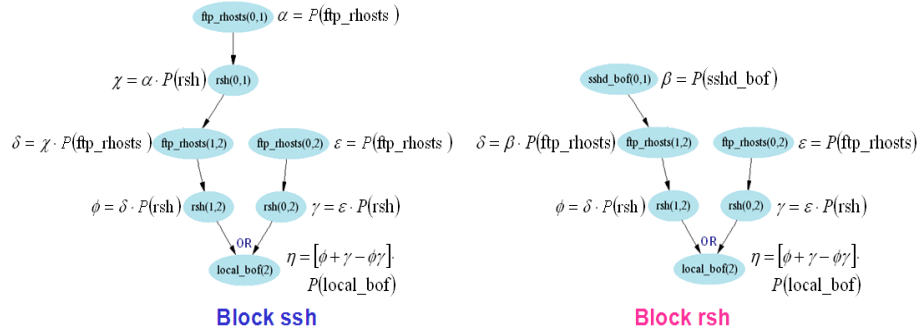 ftp_rhosts(0,1) α = P(ftp_rhosts )
χ = α · P(rsh) rsh(0,1)
δ = χ · P(ftp_rhosts ) ftp_rhosts(1,2) ftp_rhosts(0,2) ε = P(ftp_rhosts )
ϕ = δ · P(rsh) rsh(1,2) rsh(0,2) γ = ε · P(rsh)
OR
local_bof(2) η = [ϕ + γ − ϕγ]·
P(local_bof)
Block ssh
sshd_bof(0,1) β = P(sshd_bof)
δ = β · P(ftp_rhosts) ftp_rhosts(1,2) ftp_rhosts(0,2) ε = P(ftp_rhosts)
ϕ = δ · P(rsh) rsh(1,2) rsh(0,2) γ = ε · P(rsh)
OR
local_bof(2) η = [ϕ + γ − ϕγ]·
P(local_bof)
Block rsh